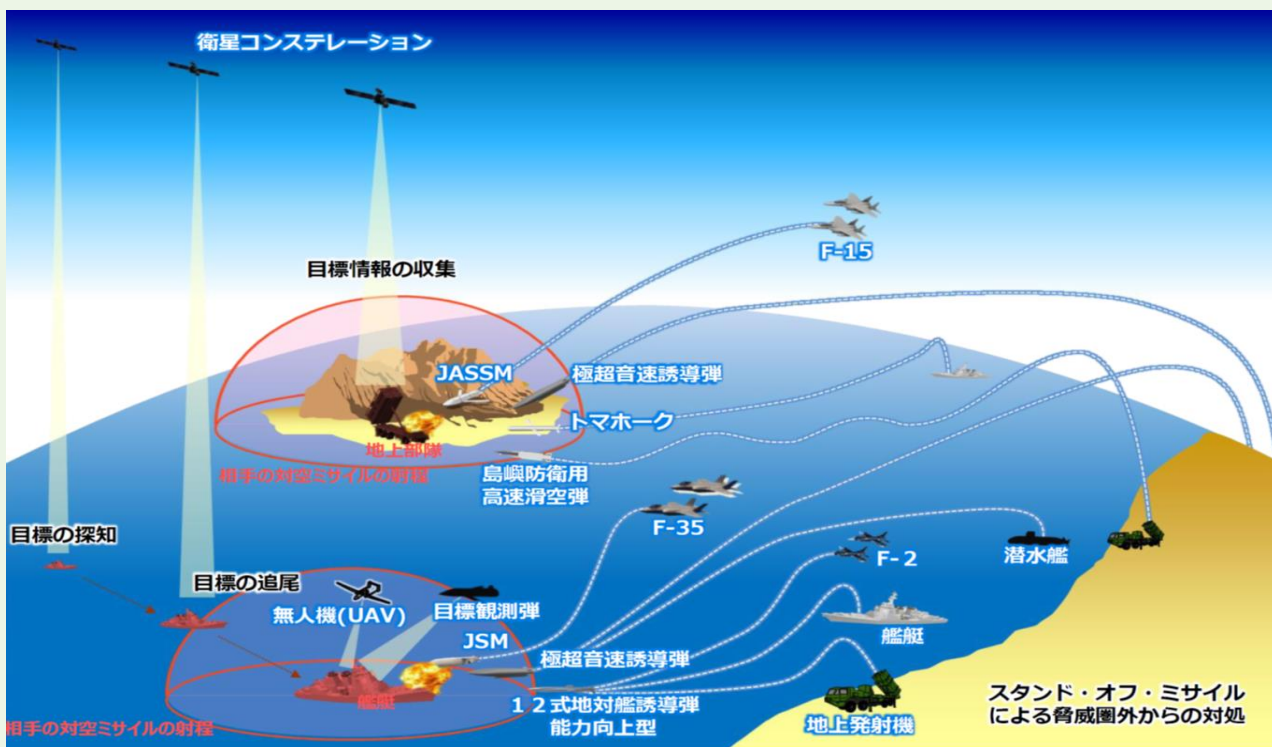 衛星コンステレーション
F-15
目標情報の収集
JASSM
極超音速誘導弾
トマホーク
地上部隊
相手の対空ミサイルの射程
島嶼防衛用
高速滑空弾
F-35
目標の探知
F-2
潜水艦
目標の追尾
無人機(UAV)
目標観測弾
JSM
艦艇
極超音速誘導弾
艦艇
12式地対艦誘導弾
能力向上型
地上発射機
相手の対空ミサイルの射程
スタンド・オフ・ミサイル
による脅威圏外からの対処